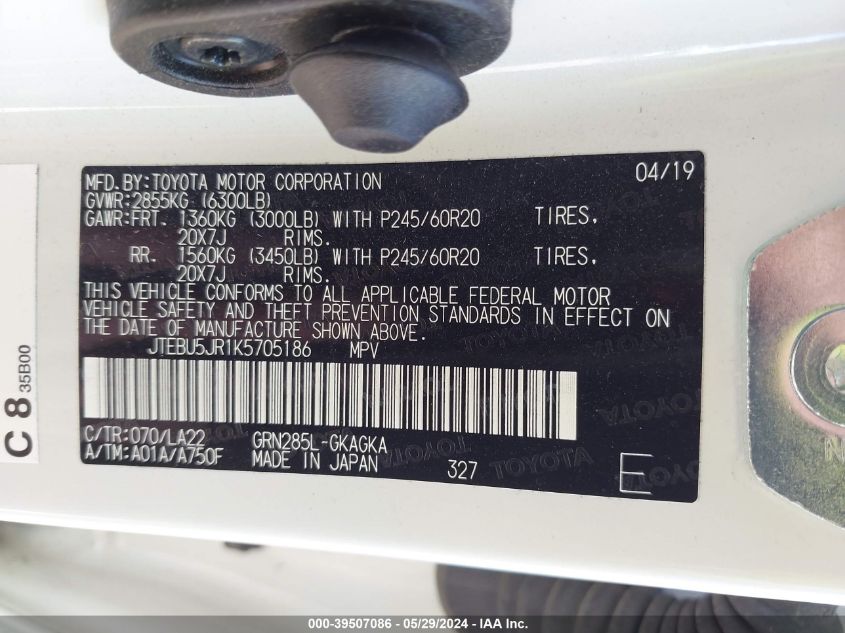 MFD.BY:TOYOTA MOTOR CORPORATION 04/19
GVWR:2855KG (6300LB)
GAWR:FRT. 1360KG (3000LB) WITH P245/60R20 TIRES,
20X7J RIMS.
RR. 1560KG (3450LB) WITH P245/60R20 TIRES,
20X7J RIMS.
THIS VEHICLE CONFORMS TO ALL APPLICABLE FEDERAL MOTOR
VEHICLE SAFETY AND THEFT PREVENTION STANDARDS IN EFFECT ON
THE DATE OF MANUFACTURE SHOWN ABOVE.
JTEBU5JR1K5705186 MPV
C/TR:070/LA22 GRN285L-GKAGKA
A/TM:A01A/A750F MADE IN JAPAN 327 E
C 8 35B00
000-39507086 - 05/29/2024 - IAA Inc.